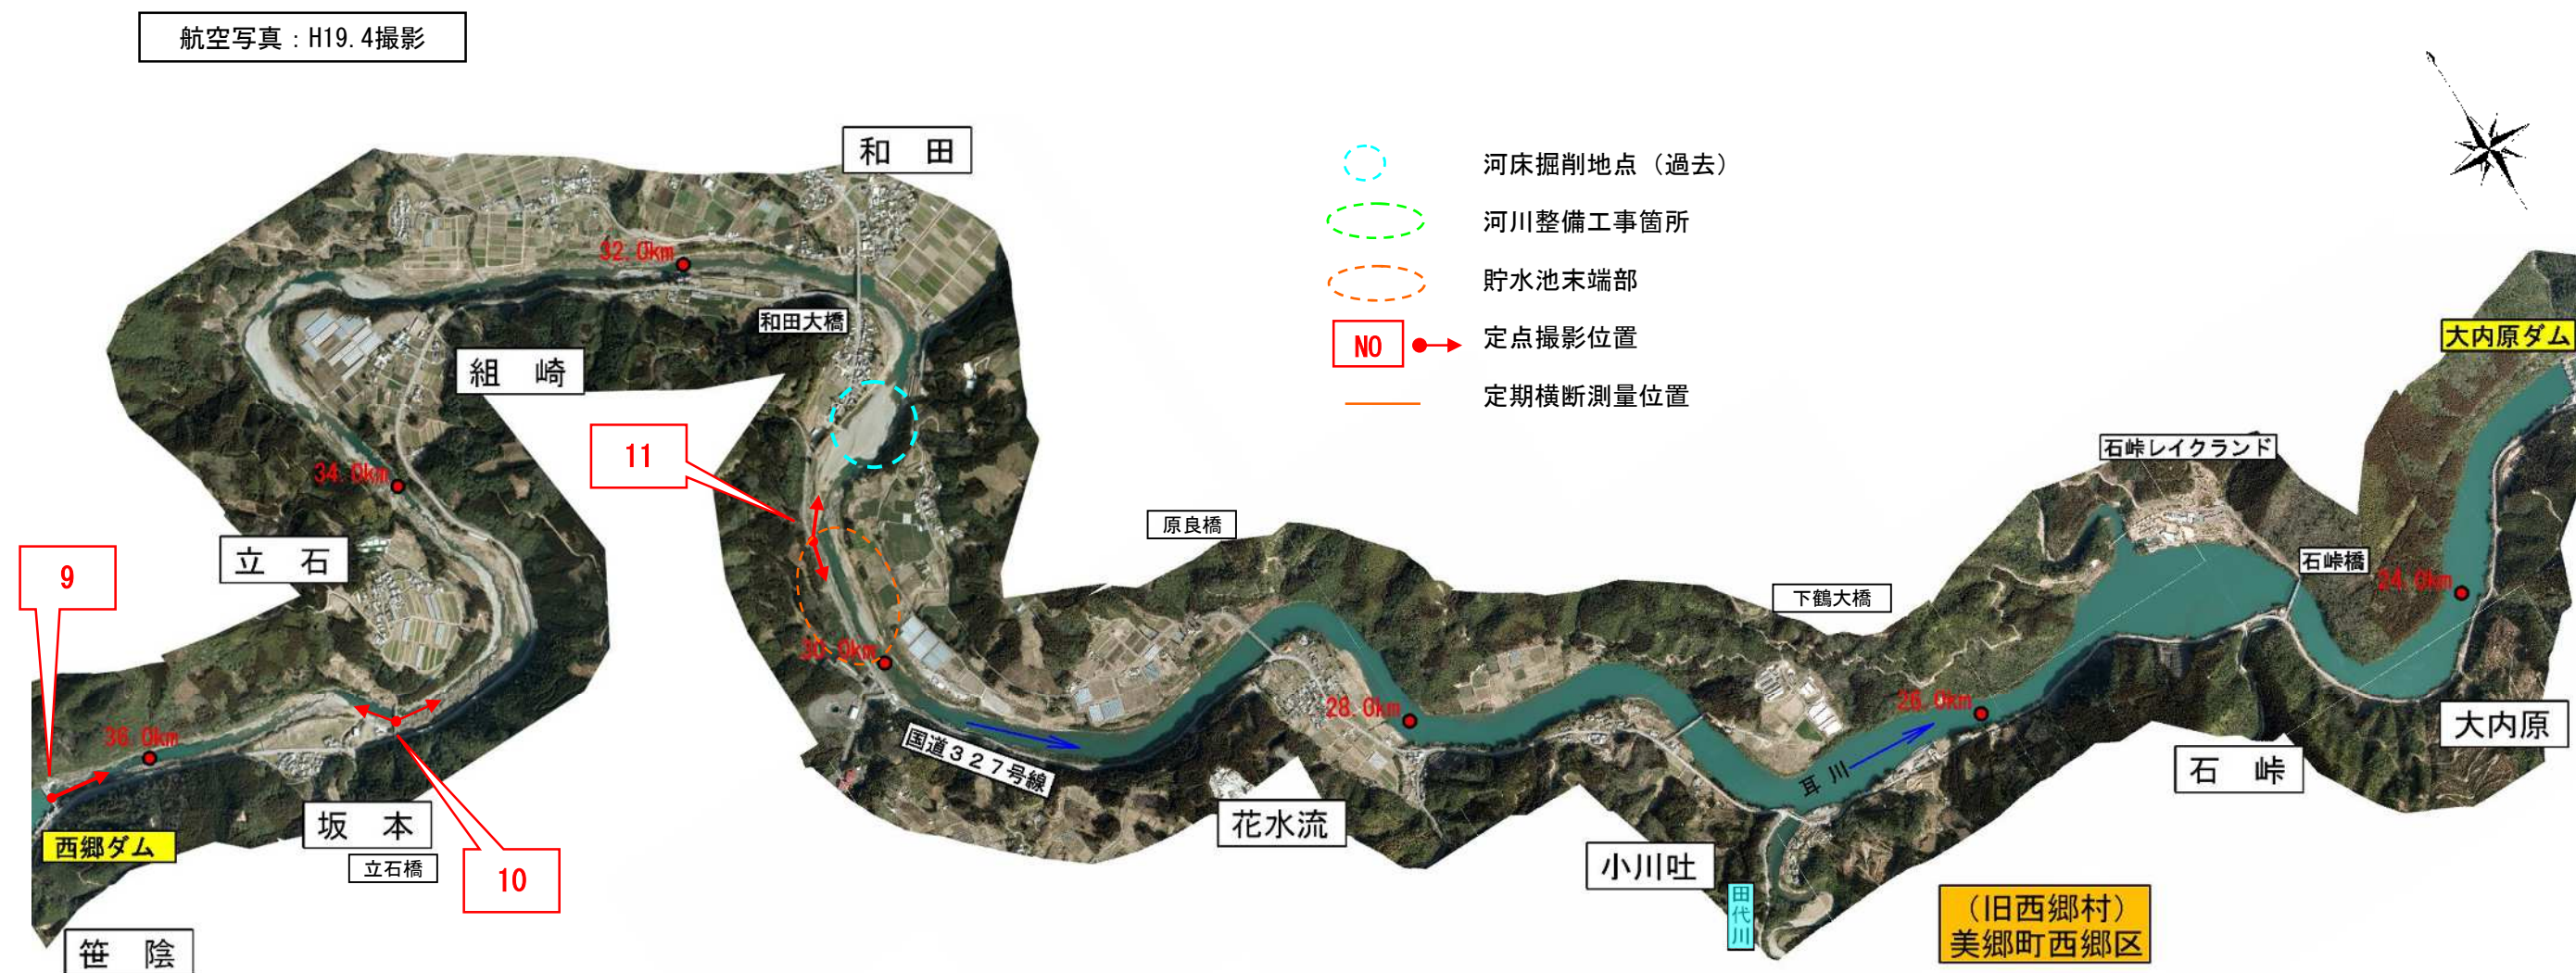 航空写真：H19.4撮影
和　田
河床掘削地点（過去）
河川整備工事箇所
貯水池末端部
NO
定点撮影位置
定期横断測量位置
32.0km
和田大橋
組　崎
大内原ダム
11
石峠レイクランド
34.0km
原良橋
立　石
石峠橋
24.0km
9
下鶴大橋
30.0km
36.0km
28.0km
26.0km
大内原
国道３２７号線
耳川
石　峠
坂　本
花水流
西郷ダム
立石橋
10
小川吐
田代川
（旧西郷村）
美郷町西郷区
笹　陰